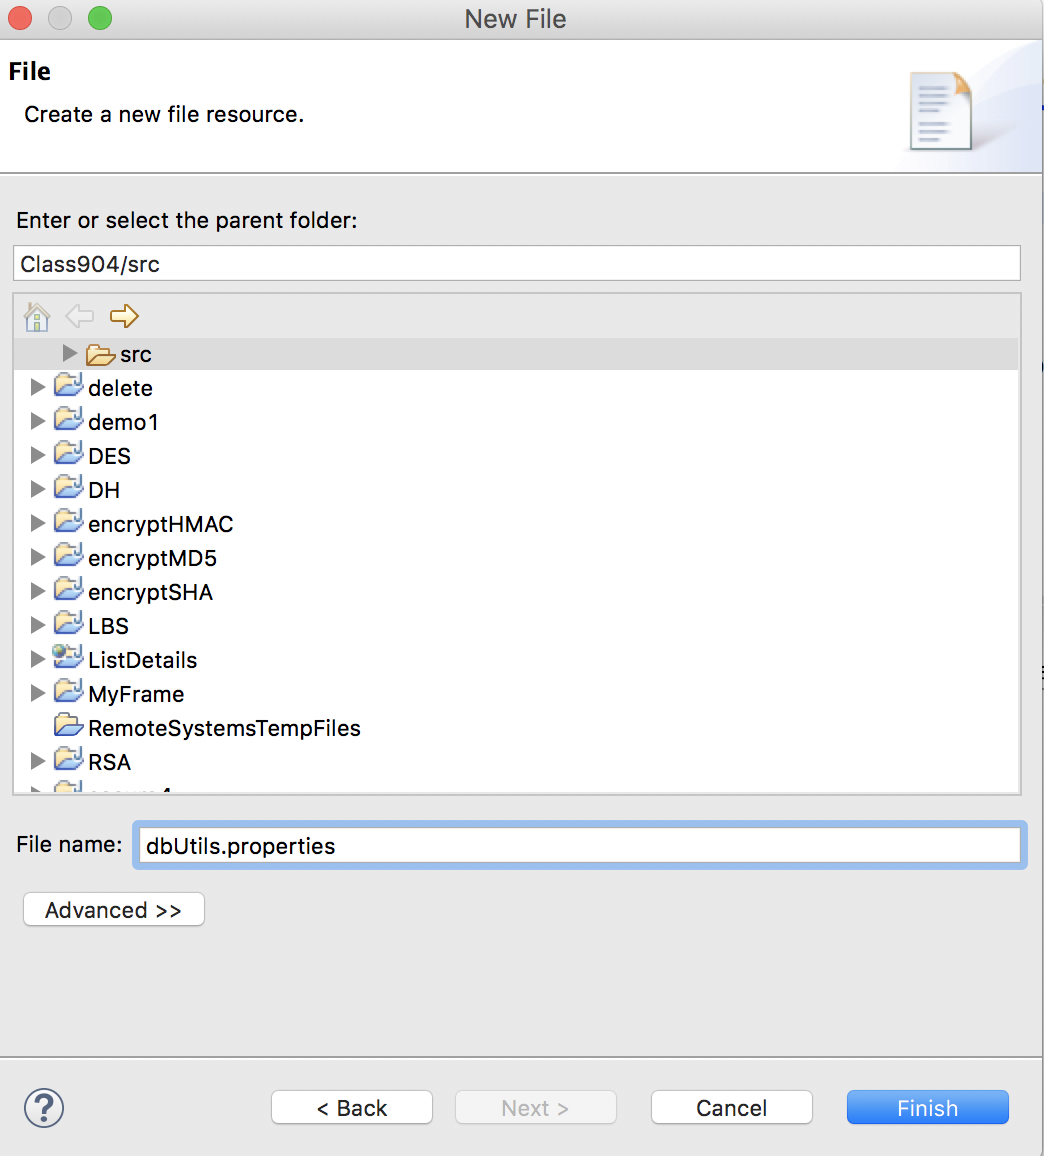 New File
File
Create a new file resource.
Enter or select the parent folder:
Class904/src
src
delete
demo1
DES
DH
encryptHMAC
encryptMD5
encryptSHA
LBS
ListDetails
MyFrame
RemoteSystemsTempFiles
RSA
File name: dbUtils.properties
Advanced >>
? < Back Next > Cancel Finish